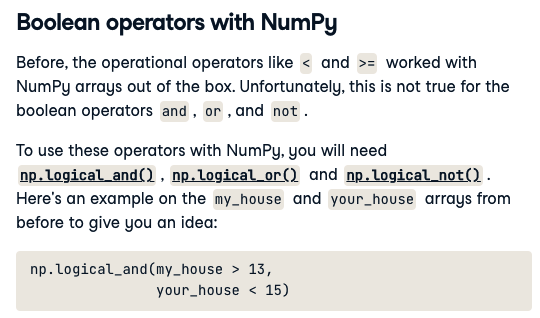 Boolean operators with NumPy
Before, the operational operators like < and >= worked with
NumPy arrays out of the box. Unfortunately, this is not true for the
boolean operators and , or , and not .
To use these operators with NumPy, you will need
np.logical_and() , np.logical_or() and np.logical_not() .
Here's an example on the my_house and your_house arrays from
before to give you an idea:
np.logical_and(my_house > 13,
               your_house < 15)